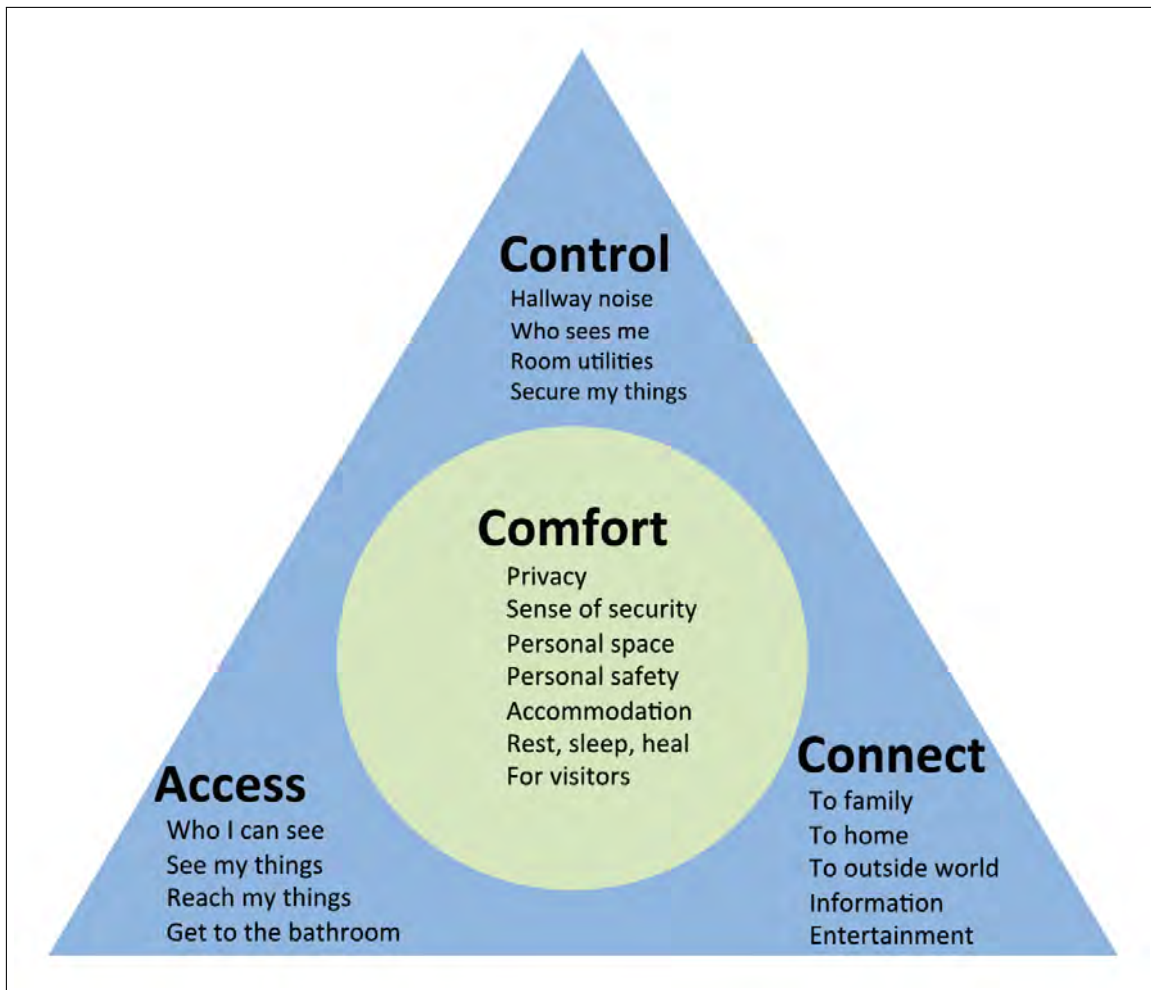 Control
Hallway noise
Who sees me
Room utilities
Secure my things
Comfort
Privacy
Sense of security
Personal space
Personal safety
Accommodation
Rest, sleep, heal
For visitors
Access
Who I can see
See my things
Reach my things
Get to the bathroom
Connect
To family
To home
To outside world
Information
Entertainment